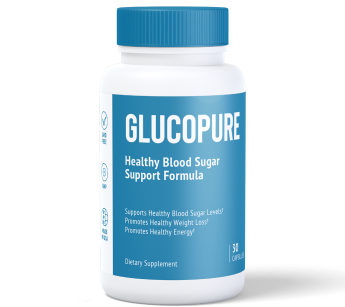 GLUCOPURE
Healthy Blood Sugar
Support Formula
Supports Healthy Blood Sugar Levels†
Promotes Healthy Weight Loss†
Promotes Healthy Energy†
Dietary Supplement
30